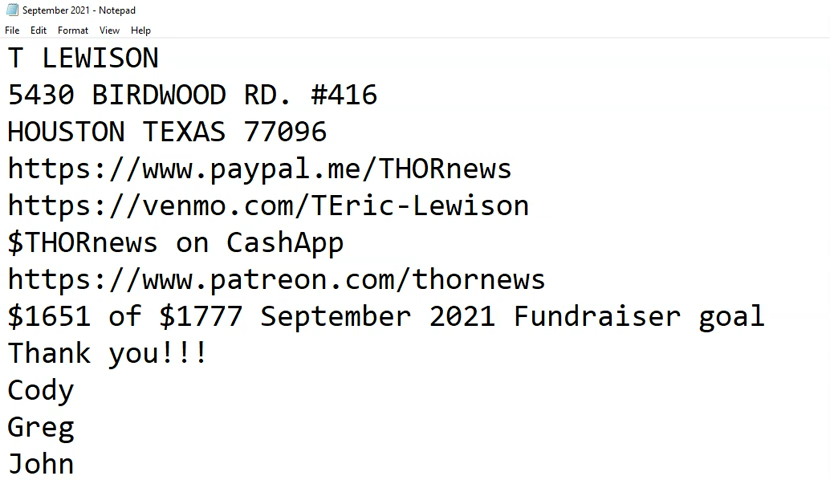 September 2021 - Notepad
File Edit Format View Help
T LEWISON
5430 BIRDWOOD RD. #416
HOUSTON TEXAS 77096
https://www.paypal.me/THORnews
https://venmo.com/TEric-Lewison
$THORnews on CashApp
https://www.patreon.com/thornews
$1651 of $1777 September 2021 Fundraiser goal
Thank you!!!
Cody
Greg
John